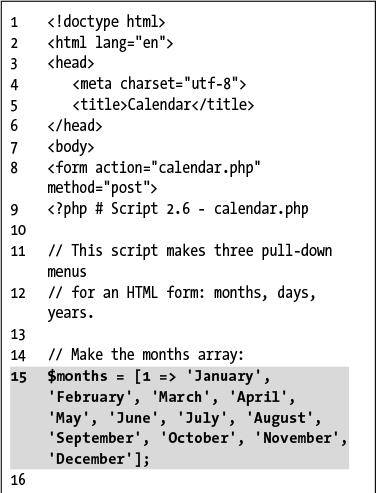 1 <!doctype html>
2 <html lang="en">
3 <head>
4 <meta charset="utf-8">
5 <title>Calendar</title>
6 </head>
7 <body>
8 <form action="calendar.php"
method="post">
9 <?php # Script 2.6 - calendar.php
10
11 // This script makes three pull-down
menus
12 // for an HTML form: months, days,
years.
13
14 // Make the months array:
15 $months = [1 => 'January',
'February', 'March', 'April',
'May', 'June', 'July', 'August',
'September', 'October', 'November',
'December'];
16